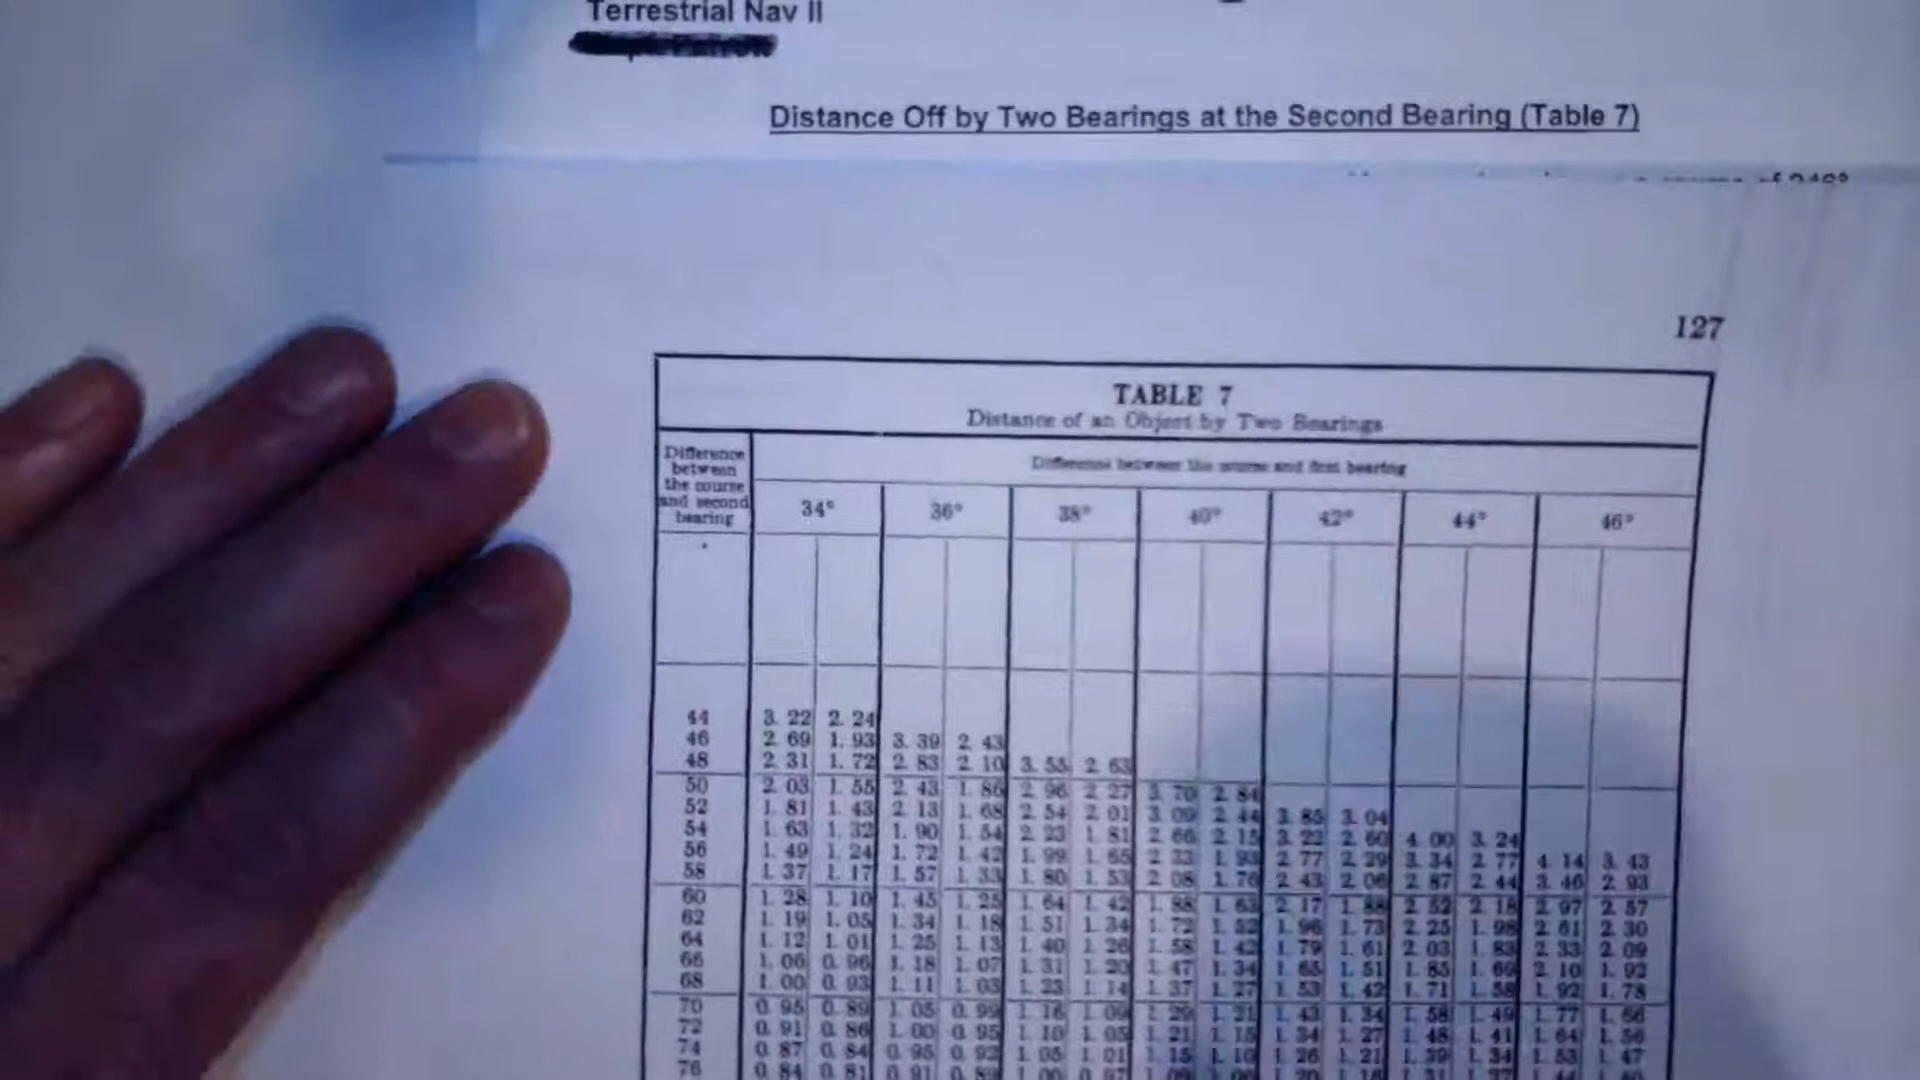 Terrestrial Nav II
Distance Off by Two Bearings at the Second Bearing (Table 7)
of 246°
127
TABLE 7
Distance of an Object by Two Bearings
Difference between the course and second bearing
Difference between the course and first bearing
34° 36° 38° 40° 42° 44° 46°
44 3.22 2.24
46 2.69 1.93 3.39 2.43
48 2.31 1.72 2.83 2.10 3.55 2.63
50 2.03 1.55 2.43 1.86 2.96 2.27 3.70 2.84
52 1.81 1.43 2.13 1.68 2.54 2.01 3.09 2.44 3.85 3.04
54 1.63 1.32 1.90 1.54 2.23 1.81 2.66 2.15 3.22 2.60 4.00 3.24
56 1.49 1.24 1.72 1.42 1.99 1.65 2.33 1.93 2.77 2.29 3.34 2.77 4.14 3.43
58 1.37 1.17 1.57 1.33 1.80 1.53 2.08 1.76 2.43 2.06 2.87 2.44 3.46 2.93
60 1.28 1.10 1.45 1.25 1.64 1.42 1.88 1.63 2.17 1.88 2.52 2.18 2.97 2.57
62 1.19 1.05 1.34 1.18 1.51 1.34 1.72 1.52 1.96 1.73 2.25 1.98 2.61 2.30
64 1.12 1.01 1.25 1.13 1.40 1.26 1.58 1.42 1.79 1.61 2.03 1.83 2.33 2.09
66 1.06 0.96 1.18 1.07 1.31 1.20 1.47 1.34 1.65 1.51 1.85 1.69 2.10 1.92
68 1.00 0.93 1.11 1.03 1.23 1.14 1.37 1.27 1.53 1.42 1.71 1.58 1.92 1.78
70 0.95 0.89 1.05 0.99 1.16 1.09 1.29 1.21 1.43 1.34 1.58 1.49 1.77 1.66
72 0.91 0.86 1.00 0.95 1.10 1.05 1.21 1.15 1.34 1.27 1.48 1.41 1.64 1.56
74 0.87 0.84 0.95 0.92 1.05 1.01 1.15 1.10 1.26 1.21 1.39 1.34 1.53 1.47
76 0.84 0.81 0.91 0.89 1.00 0.97